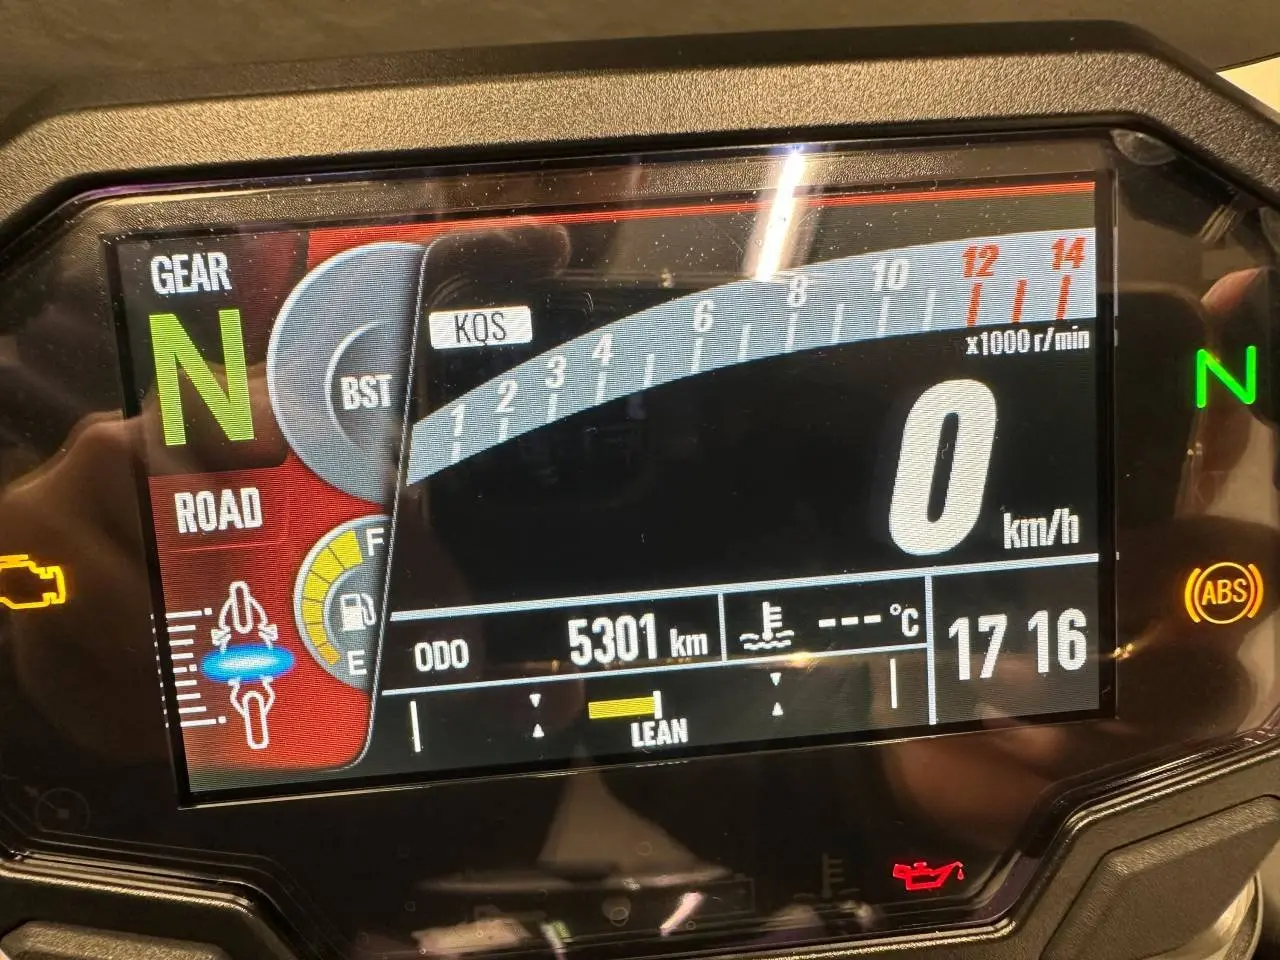 GEAR
N
BST
KQS
1 2 3 4 6 8 10 12 14
x1000 r/min
N
ROAD
0 km/h
F
E
ABS
ODO 5301 km
---°C
17 16
LEAN